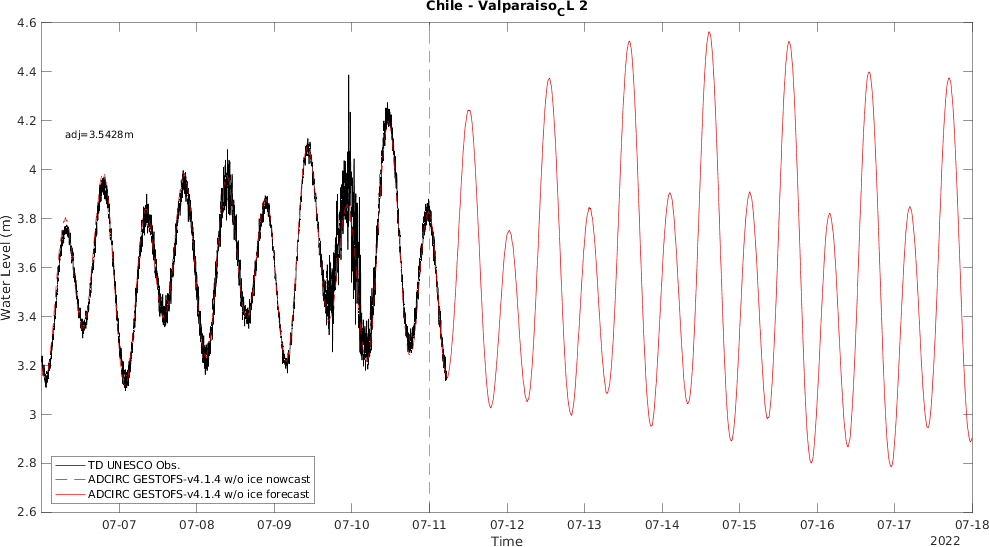 Chile - Valparaiso_CL 2
4.6
4.4
4.2
4
3.8
3.6
3.4
3.2
3
2.8
2.6
Water Level (m)
adj=3.5428m
TD UNESCO Obs.
ADCIRC GESTOFS-v4.1.4 w/o ice nowcast
ADCIRC GESTOFS-v4.1.4 w/o ice forecast
07-07 07-08 07-09 07-10 07-11 07-12 07-13 07-14 07-15 07-16 07-17 07-18
Time
2022